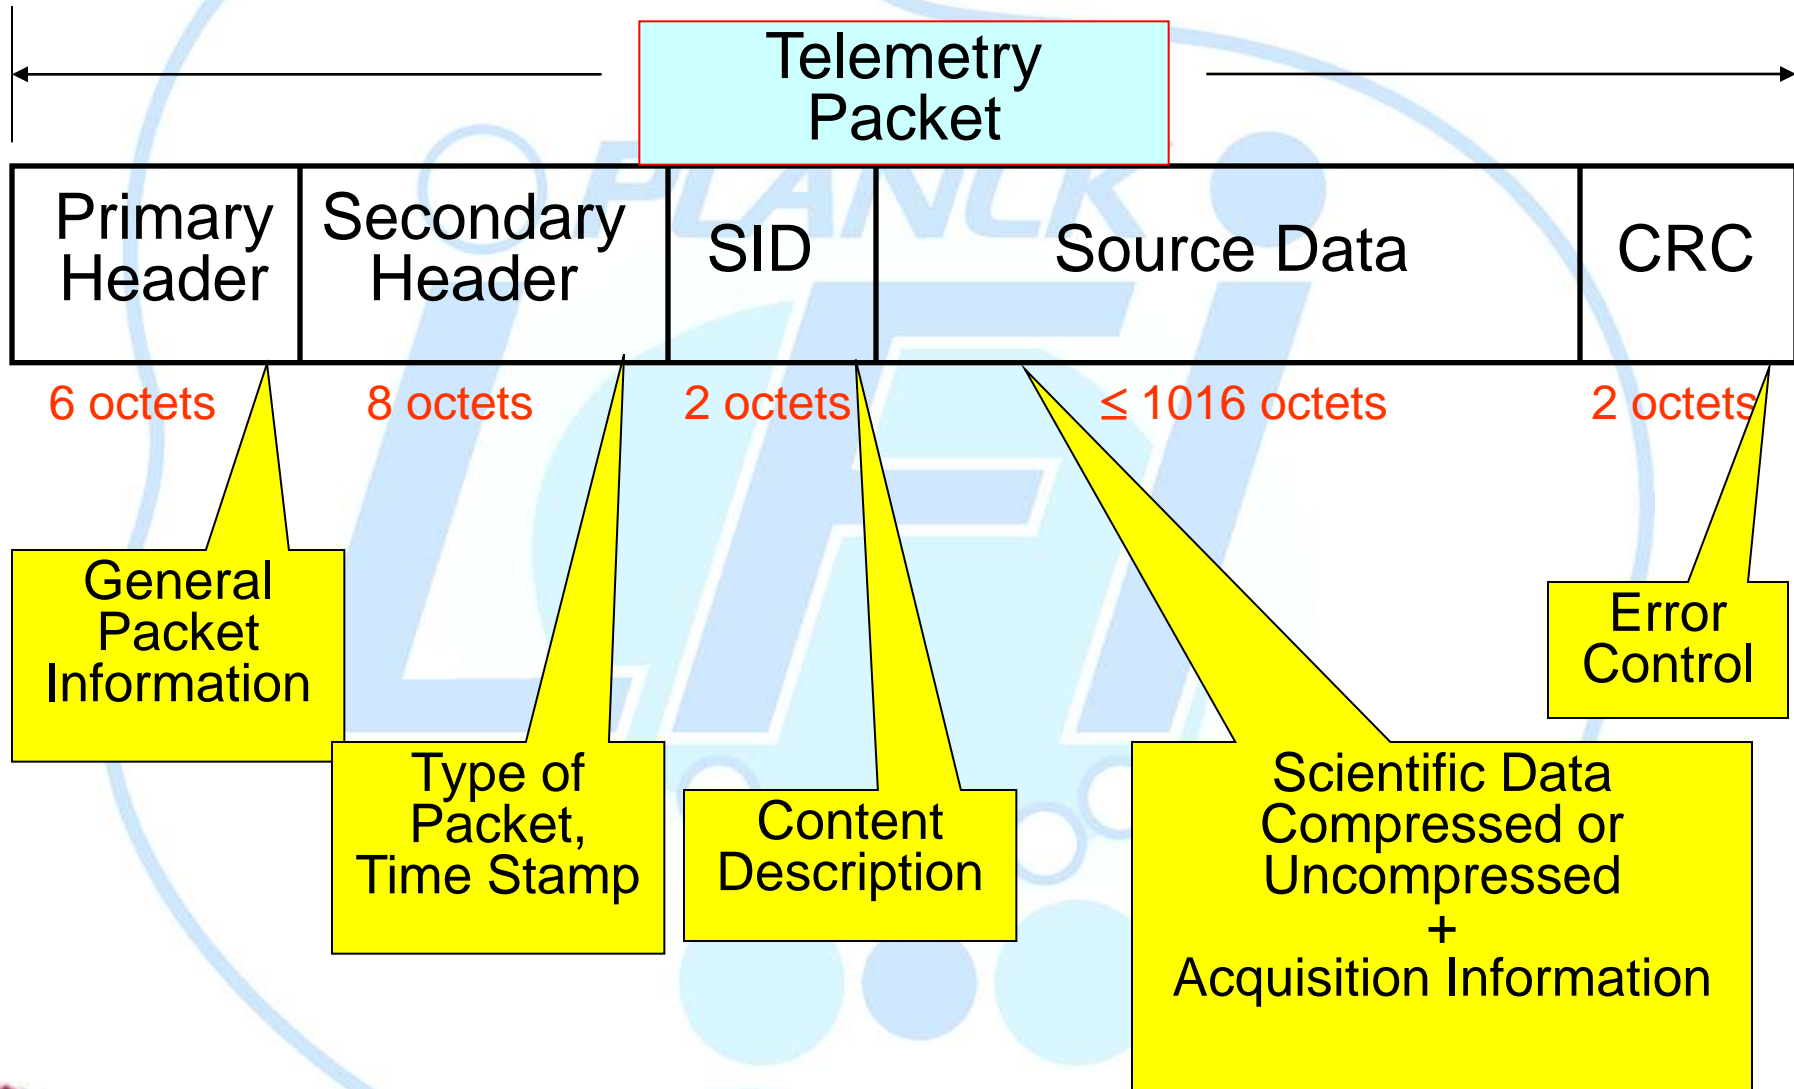 Telemetry
Packet
PLANCK
Primary
Header
Secondary
Header
SID
Source Data
CRC
6 octets
8 octets
2 octets
≤ 1016 octets
2 octets
LFI
General
Packet
Information
Error
Control
Type of
Packet,
Time Stamp
Content
Description
Scientific Data
Compressed or
Uncompressed
+
Acquisition Information